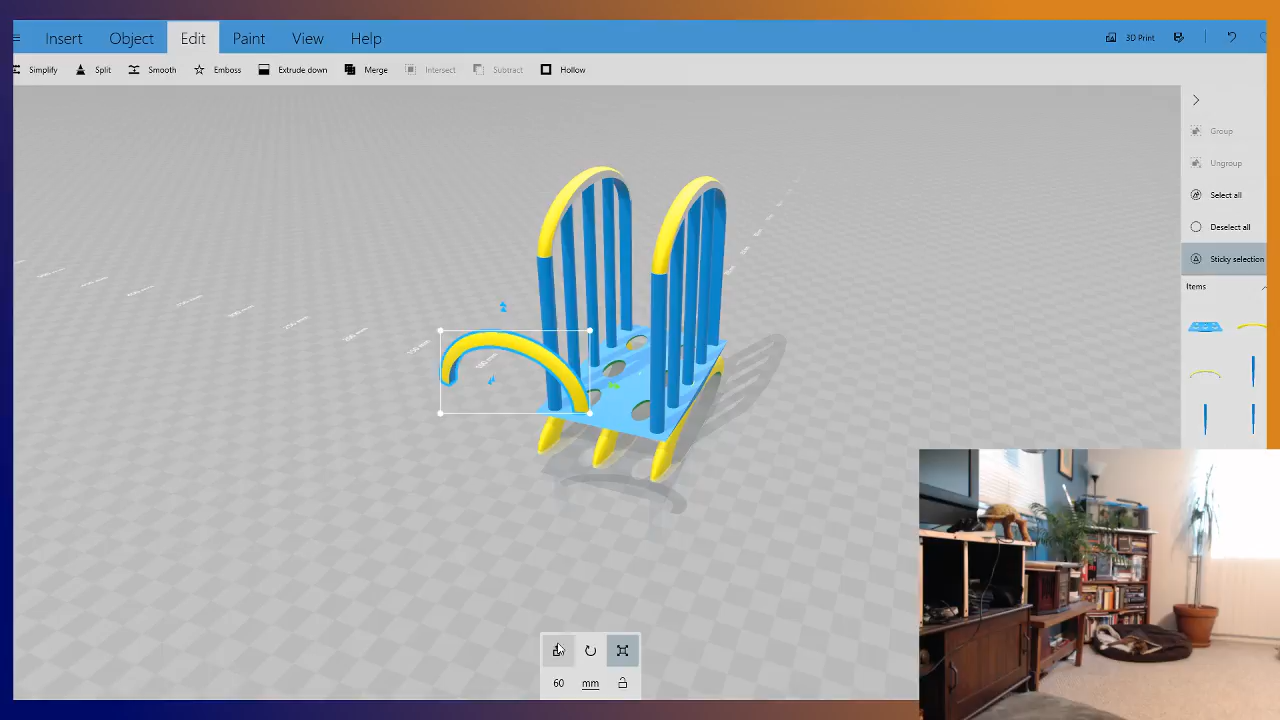 Insert Object Edit Paint View Help 3D Print
Simplify Split Smooth Emboss Extrude down Merge Intersect Subtract Hollow
Group
Ungroup
Select all
Deselect all
Sticky selection
Items
60 mm